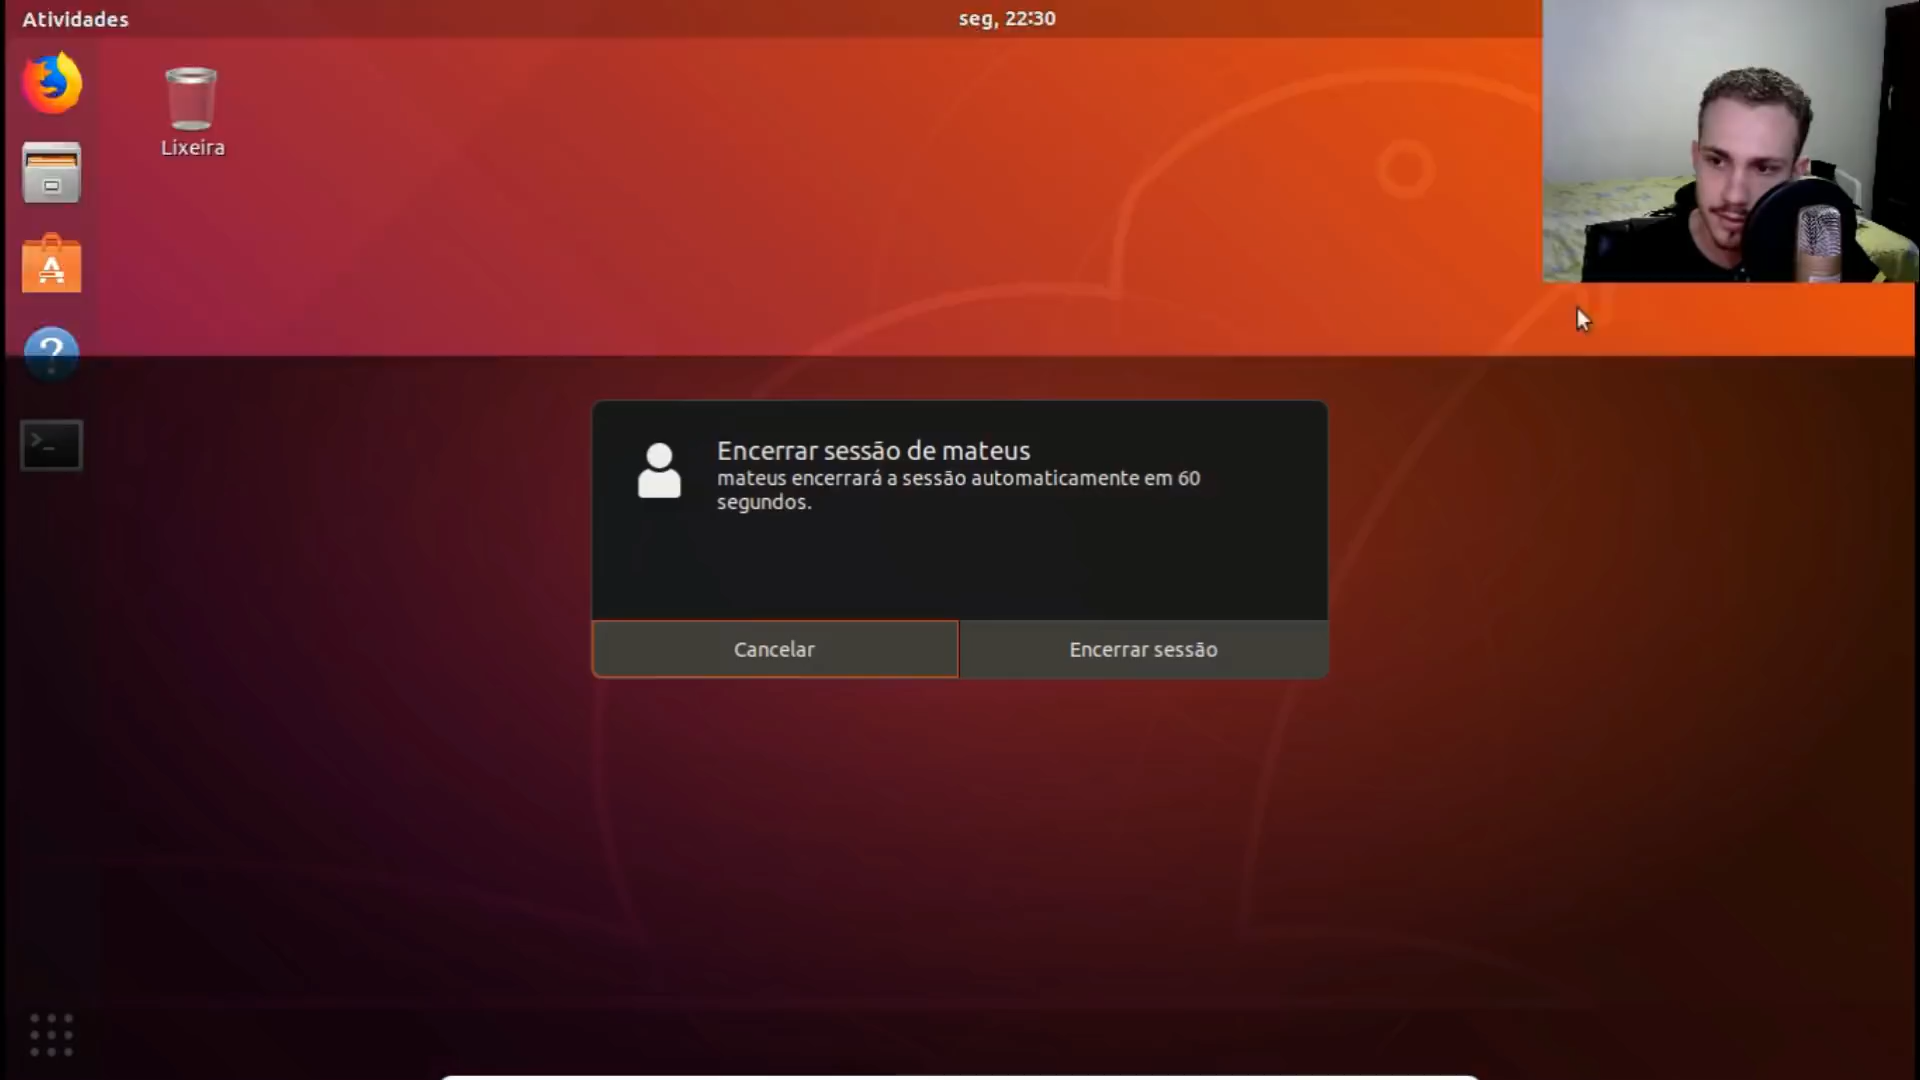 Atividades
seg, 22:30
Lixeira
Encerrar sessão de mateus
mateus encerrará a sessão automaticamente em 60
segundos.
Cancelar
Encerrar sessão